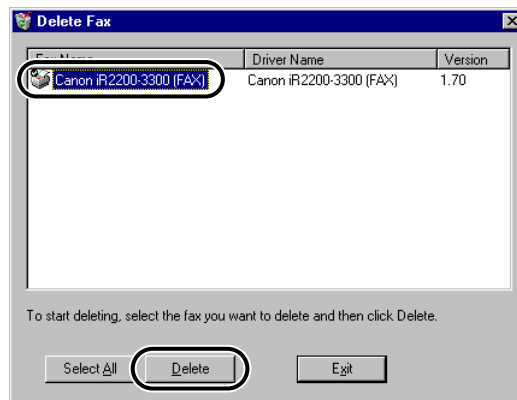 Delete Fax
Fax Name Driver Name Version
Canon iR2200-3300 (FAX) Canon iR2200-3300 (FAX) 1.70
To start deleting, select the fax you want to delete and then click Delete.
Select All Delete Exit